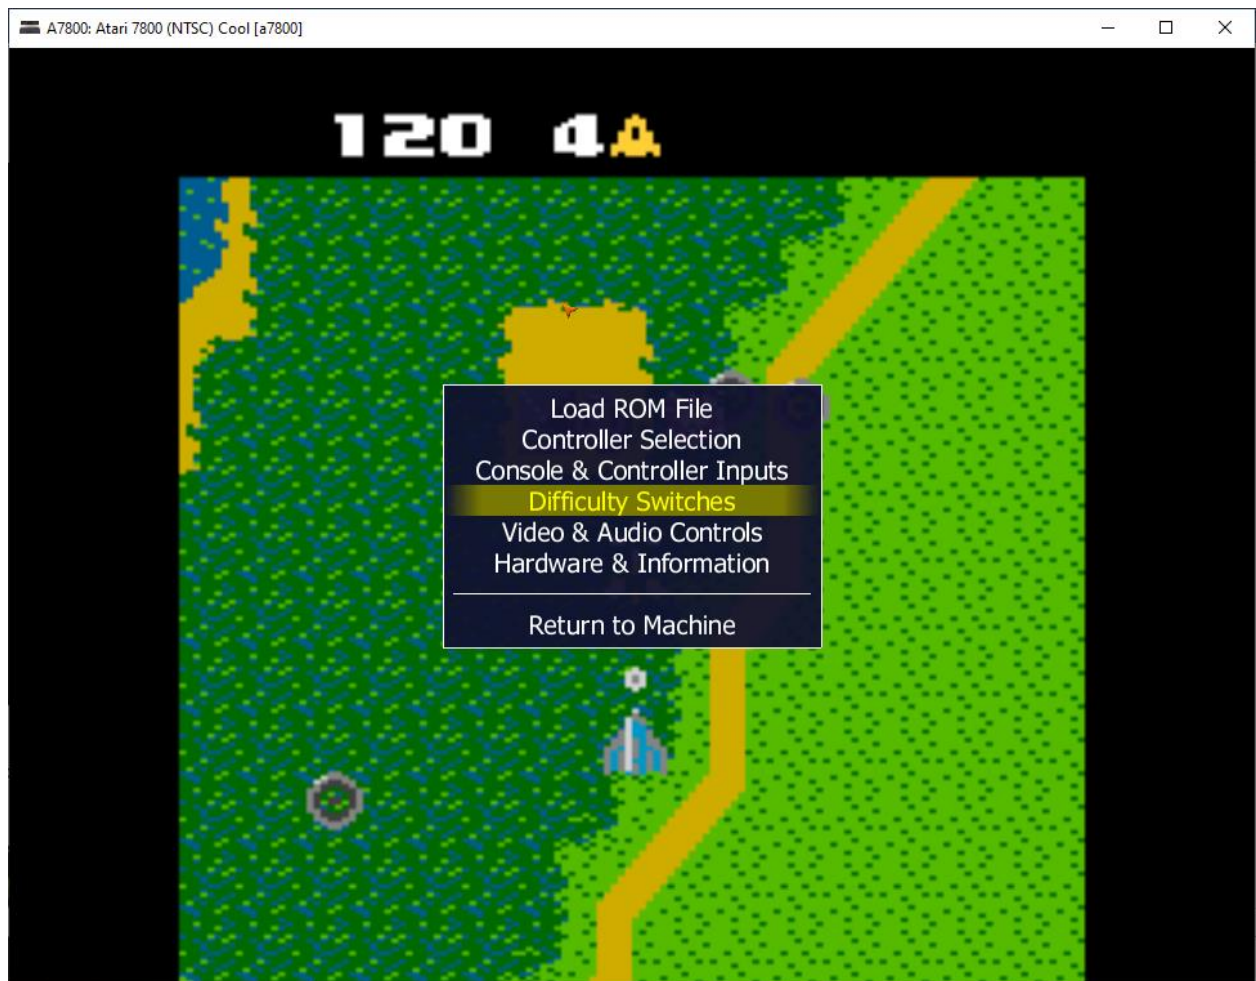 A7800: Atari 7800 (NTSC) Cool [a7800]
120 4
Load ROM File
Controller Selection
Console & Controller Inputs
Difficulty Switches
Video & Audio Controls
Hardware & Information
Return to Machine